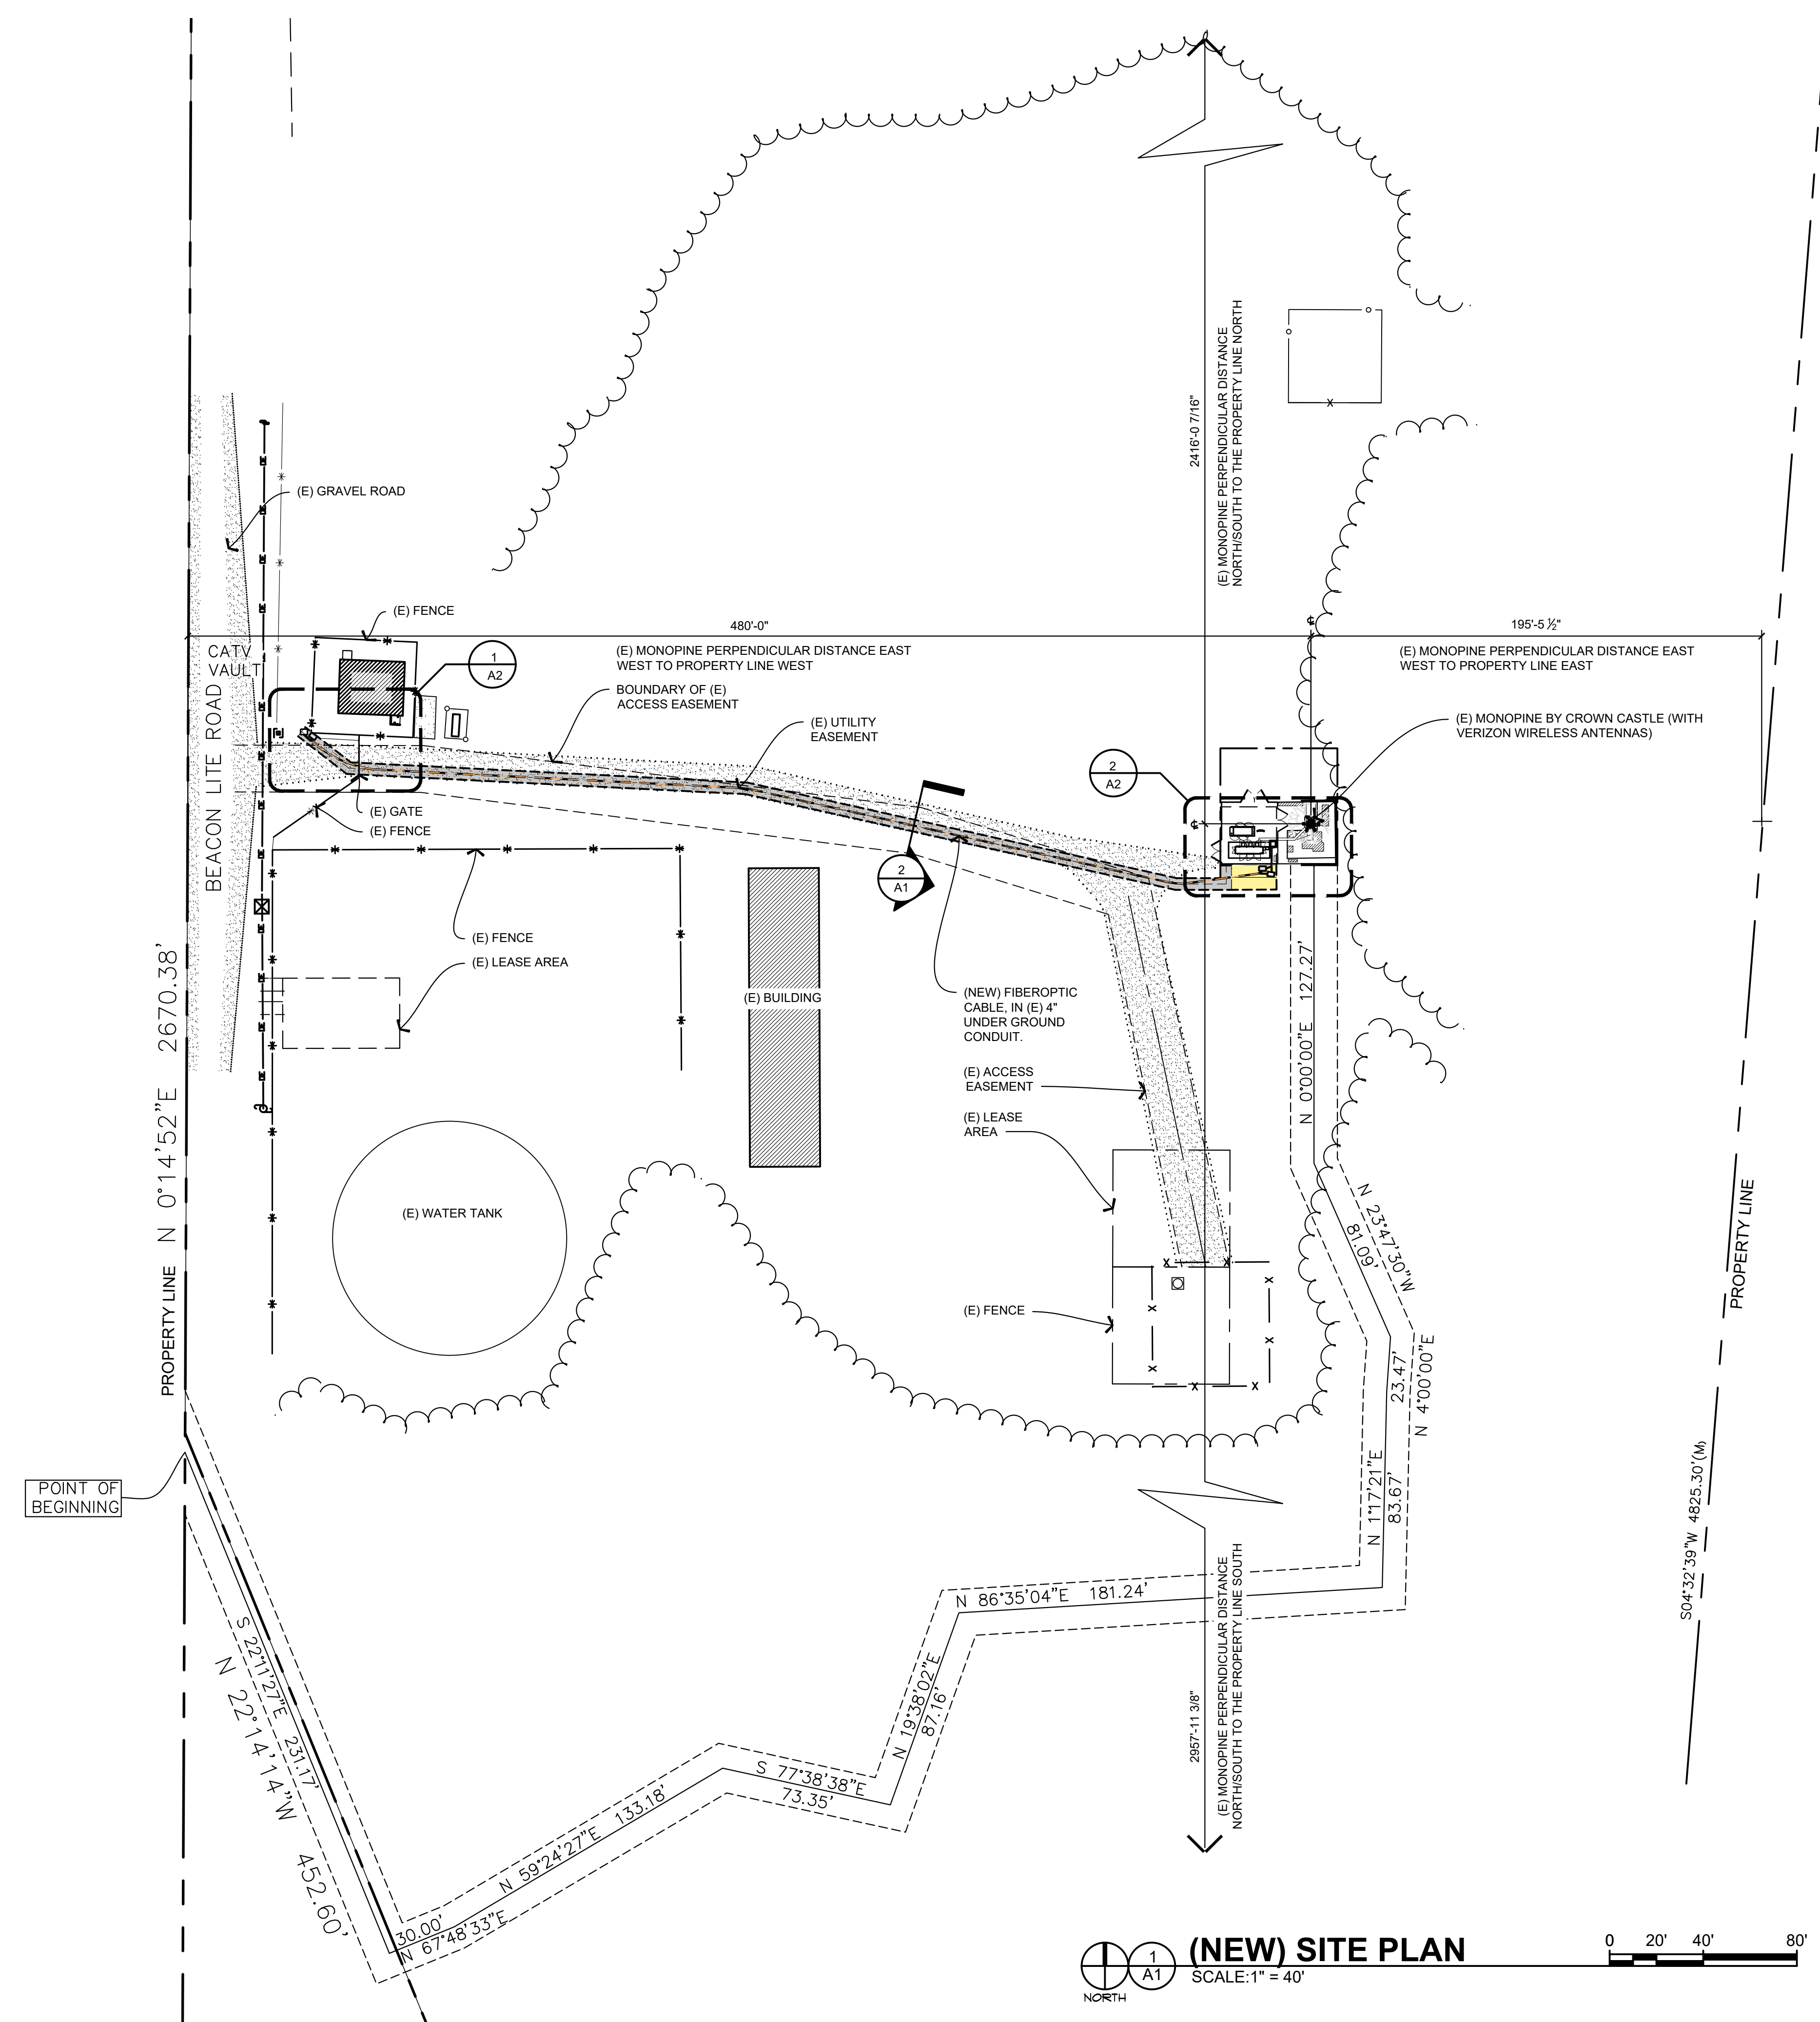 (E) MONOPINE PERPENDICULAR DISTANCE
NORTH/SOUTH TO THE PROPERTY LINE NORTH
2416'-0 7/16"
(E) GRAVEL ROAD
(E) FENCE
480'-0"
195'-5 ½"
℄
CATV
VAULT
(E) MONOPINE PERPENDICULAR DISTANCE EAST
WEST TO PROPERTY LINE WEST
(E) MONOPINE PERPENDICULAR DISTANCE EAST
WEST TO PROPERTY LINE EAST
1
A2
BOUNDARY OF (E)
ACCESS EASEMENT
(E) UTILITY
EASEMENT
(E) MONOPINE BY CROWN CASTLE (WITH
VERIZON WIRELESS ANTENNAS)
2
A2
℄
BEACON LITE ROAD
(E) GATE
(E) FENCE
2
A1
(E) FENCE
(E) LEASE AREA
(E) BUILDING
(NEW) FIBEROPTIC
CABLE, IN (E) 4"
UNDER GROUND
CONDUIT.
N 0°00'00"E 127.27'
(E) ACCESS
EASEMENT
(E) LEASE
AREA
(E) WATER TANK
(E) FENCE
PROPERTY LINE N 0°14'52"E 2670.38'
N 23°47'30"W
81.09'
PROPERTY LINE
23.47'
N 4°00'00"E
N 1°17'21"E
83.67'
S04°32'39"W 4825.30'(M)
POINT OF
BEGINNING
N 86°35'04"E 181.24'
(E) MONOPINE PERPENDICULAR DISTANCE
NORTH/SOUTH TO THE PROPERTY LINE SOUTH
2957'-11 3/8"
S 22°11'27"E 231.17'
N 22°14'14"W 452.60'
N 19°38'02"E
87.16'
S 77°38'38"E
73.35'
N 59°24'27"E 133.18'
30.00'
N 67°48'33"E
NORTH
1
A1
(NEW) SITE PLAN
SCALE:1" = 40'
0 20' 40' 80'